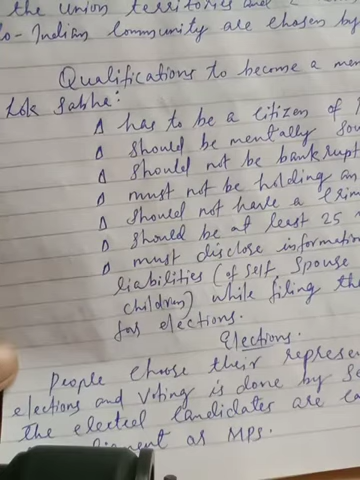 the union territories and 2
lo-Indian Community are chosen by
Qualifications to become a mem
Lok Sabha:
has to be a citizen of I
should be mentally sou
should not be bankrupt
must not be holding an
should not have a crim
should be at least 25
must disclose informatio
liabilities (of self, spouse
children) while filing the
for elections.
Elections.
People choose their represe
elections and voting is done by se
the elected candidates are ca
liament as MPs.